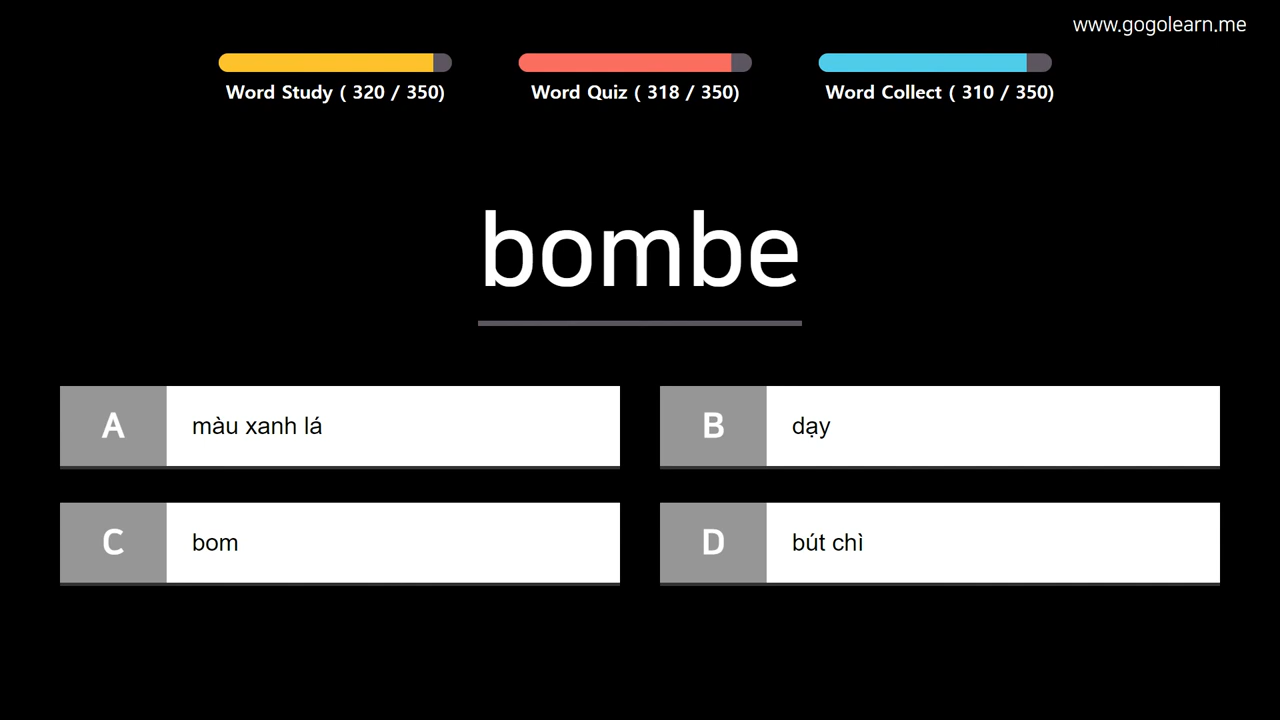 www.gogolearn.me
Word Study ( 320 / 350)
Word Quiz ( 318 / 350)
Word Collect ( 310 / 350)
bombe
A
màu xanh lá
B
dạy
C
bom
D
bút chì